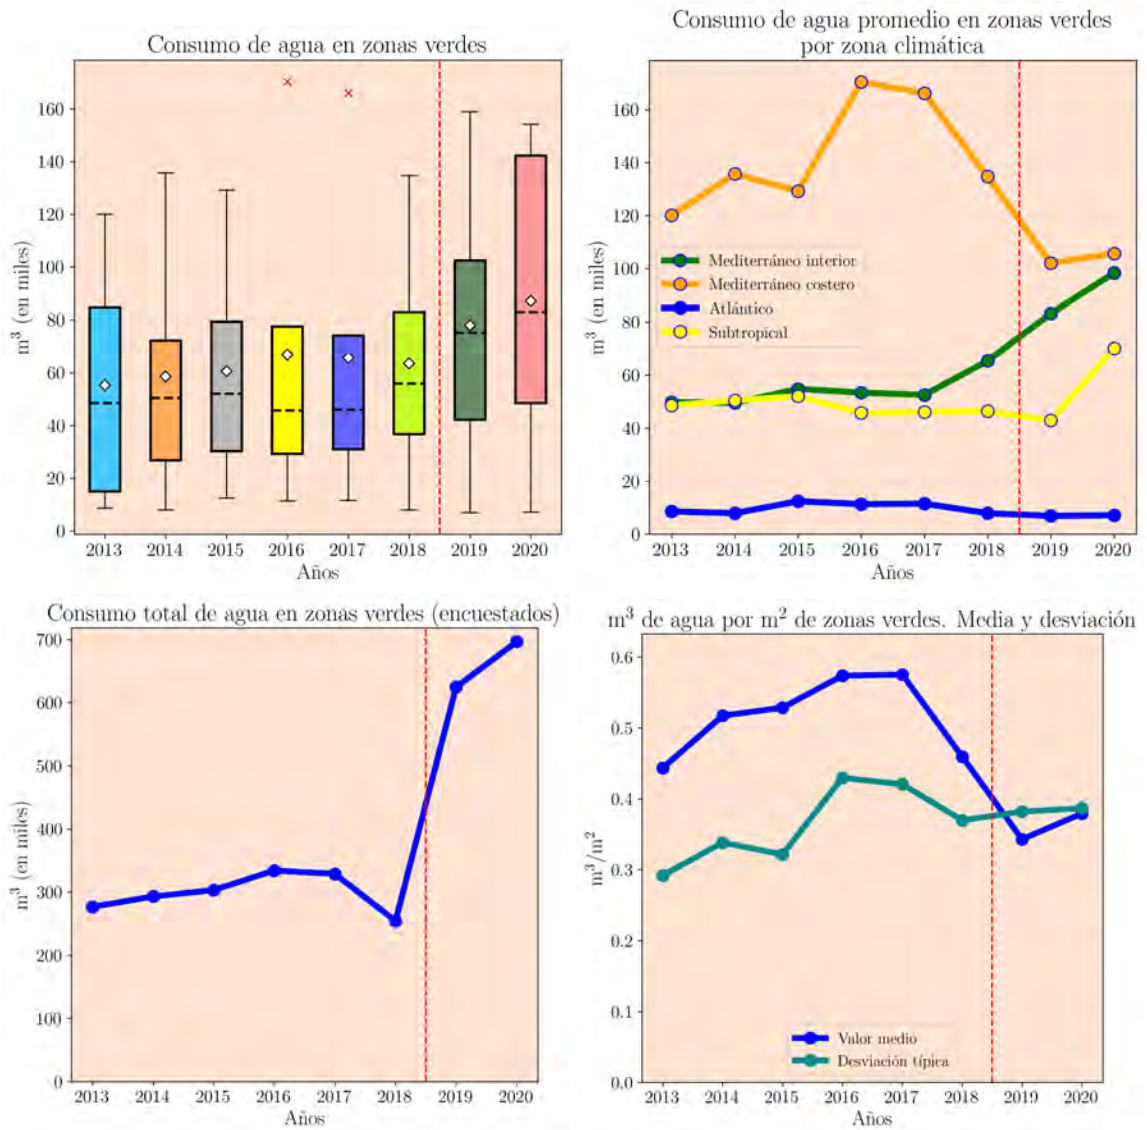 Consumo de agua en zonas verdes
m³ (en miles)
160
140
120
100
80
60
40
20
0
2013 2014 2015 2016 2017 2018 2019 2020
Años
Consumo de agua promedio en zonas verdes
por zona climática
m³ (en miles)
160
140
120
100
80
60
40
20
0
Mediterráneo interior
Mediterráneo costero
Atlántico
Subtropical
2013 2014 2015 2016 2017 2018 2019 2020
Años
Consumo total de agua en zonas verdes (encuestados)
m³ (en miles)
700
600
500
400
300
200
100
0
2013 2014 2015 2016 2017 2018 2019 2020
Años
m³ de agua por m² de zonas verdes. Media y desviación
m³/m²
0.6
0.5
0.4
0.3
0.2
0.1
0.0
Valor medio
Desviación típica
2013 2014 2015 2016 2017 2018 2019 2020
Años